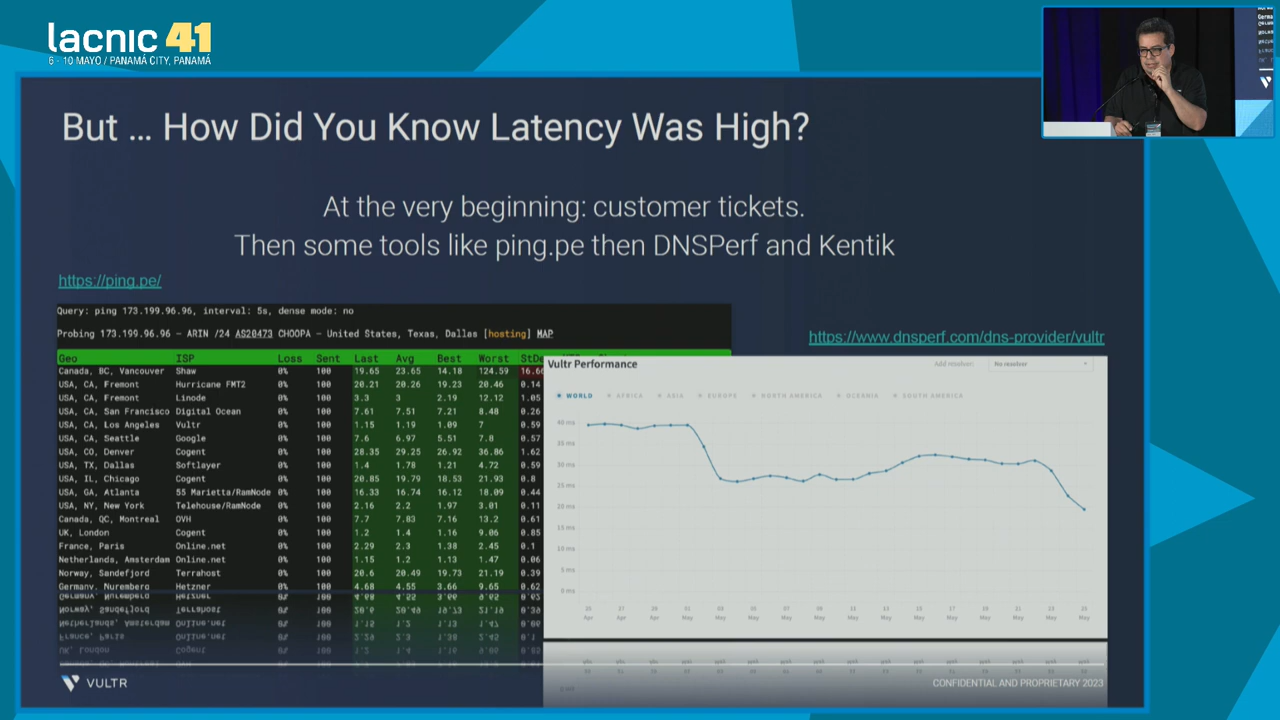 lacnic 41
6 - 10 MAYO / PANAMÁ CITY, PANAMÁ
But ... How Did You Know Latency Was High?
At the very beginning: customer tickets.
Then some tools like ping.pe then DNSPerf and Kentik
https://ping.pe/
Query: ping 173.199.96.96, interval: 5s, dense mode: no
Probing 173.199.96.96 – ARIN /24 AS20473 CHOOPA – United States, Texas, Dallas [hosting] MAP
Geo ISP Loss Sent Last Avg Best Worst StDe
Canada, BC, Vancouver Shaw 0% 100 19.65 23.65 14.18 124.59 16.66
USA, CA, Fremont Hurricane FMT2 0% 100 20.21 20.26 19.23 20.46 0.14
USA, CA, Fremont Linode 0% 100 3.3 3 2.19 12.12 1.05
USA, CA, San Francisco Digital Ocean 0% 100 7.61 7.51 7.21 8.48 0.26
USA, CA, Los Angeles Vultr 0% 100 1.15 1.19 1.09 7 0.59
USA, CA, Seattle Google 0% 100 7.6 6.97 5.51 7.8 0.57
USA, CO, Denver Cogent 0% 100 28.35 29.25 26.92 36.86 1.62
USA, TX, Dallas Softlayer 0% 100 1.4 1.78 1.21 4.72 0.59
USA, IL, Chicago Cogent 0% 100 20.85 19.79 18.53 21.93 0.8
USA, GA, Atlanta 55 Marietta/RamNode 0% 100 16.33 16.74 16.12 18.09 0.44
USA, NY, New York Telehouse/RamNode 0% 100 2.16 2.2 1.97 3.01 0.11
Canada, QC, Montreal OVH 0% 100 7.7 7.83 7.16 13.2 0.61
UK, London Cogent 0% 100 1.2 1.4 1.16 9.06 0.85
France, Paris Online.net 0% 100 2.29 2.3 1.38 2.45 0.1
Netherlands, Amsterdam Online.net 0% 100 1.15 1.2 1.13 1.47 0.06
Norway, Sandefjord Terrahost 0% 100 20.6 20.49 19.73 21.19 0.39
Germany, Nuremberg Hetzner 0% 100 4.68 4.55 3.66 9.65 0.62
https://www.dnsperf.com/dns-provider/vultr
Vultr Performance
Add resolver: No resolver
WORLD AFRICA ASIA EUROPE NORTH AMERICA OCEANIA SOUTH AMERICA
40 ms
35 ms
30 ms
25 ms
20 ms
15 ms
10 ms
5 ms
0 ms
25 27 29 01 03 05 07 09 11 13 15 17 19 21 23 25
Apr Apr Apr May May May May May May May May May May May May May
VULTR
CONFIDENTIAL AND PROPRIETARY 2023